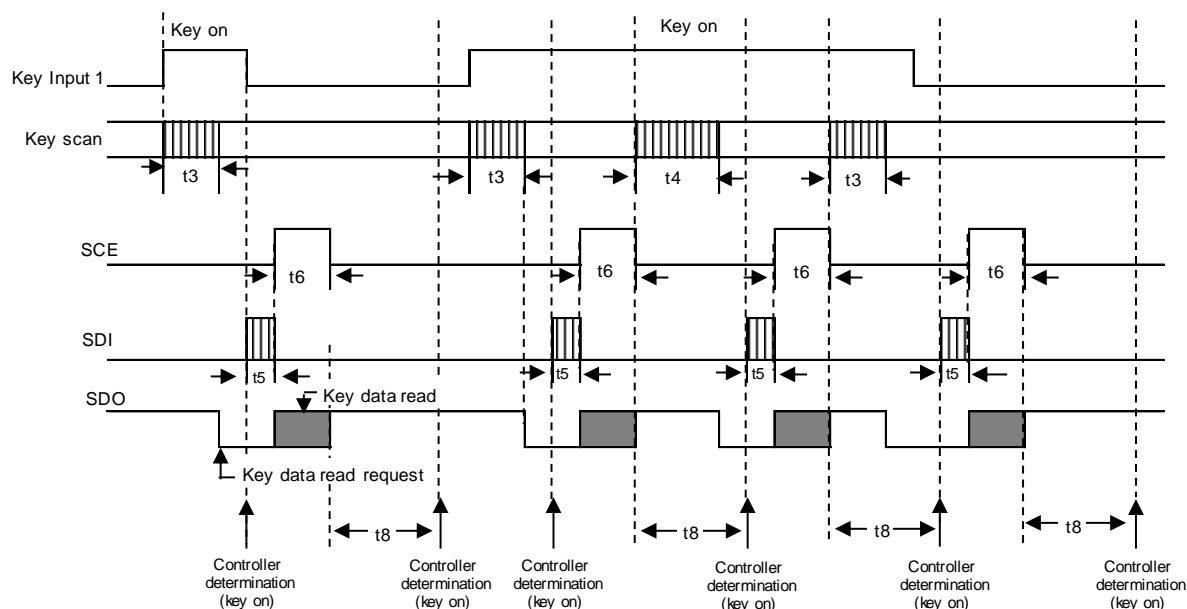 Key on
Key on
Key Input 1
Key scan
t3
t3
t4
t3
SCE
t6
t6
t6
t6
SDI
t5
t5
t5
t5
SDO
Key data read
Key data read request
t8
t8
t8
t8
Controller
determination
(key on)
Controller
determination
(key on)
Controller
determination
(key on)
Controller
determination
(key on)
Controller
determination
(key on)
Controller
determination
(key on)